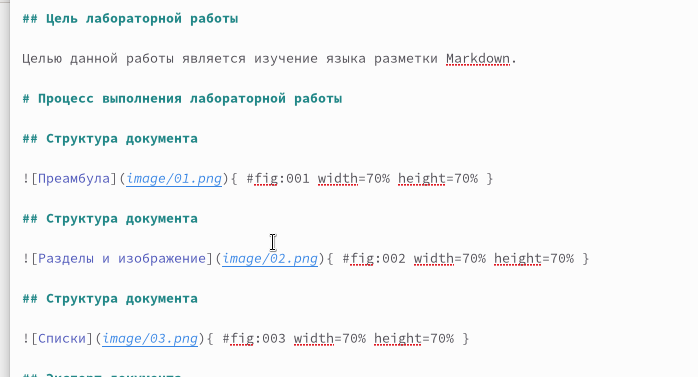 ## Цель лабораторной работы
Целью данной работы является изучение языка разметки Markdown.
# Процесс выполнения лабораторной работы
## Структура документа
![Преамбула](image/01.png){ #fig:001 width=70% height=70% }
## Структура документа
![Разделы и изображение](image/02.png){ #fig:002 width=70% height=70% }
## Структура документа
![Списки](image/03.png){ #fig:003 width=70% height=70% }
## Экспорт документа